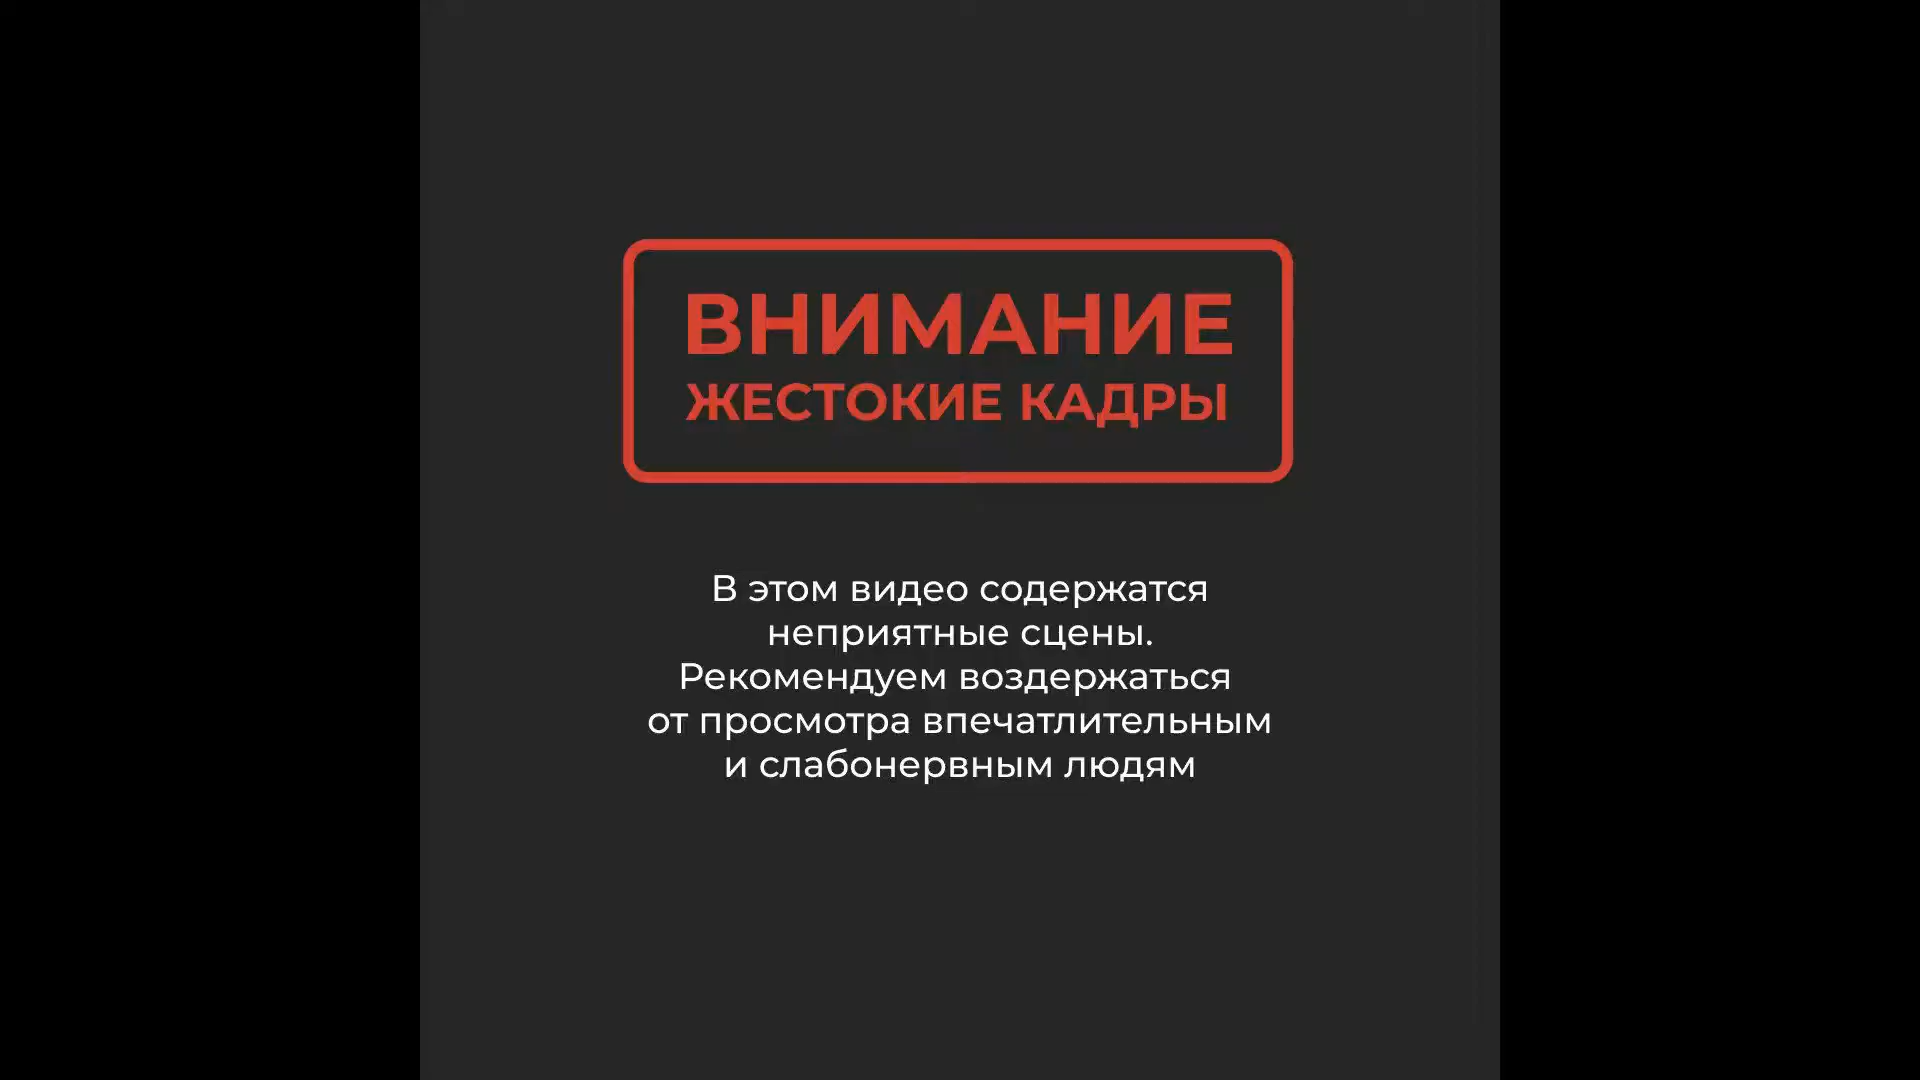 ВНИМАНИЕ
ЖЕСТОКИЕ КАДРЫ
В этом видео содержатся
неприятные сцены.
Рекомендуем воздержаться
от просмотра впечатлительным
и слабонервным людям